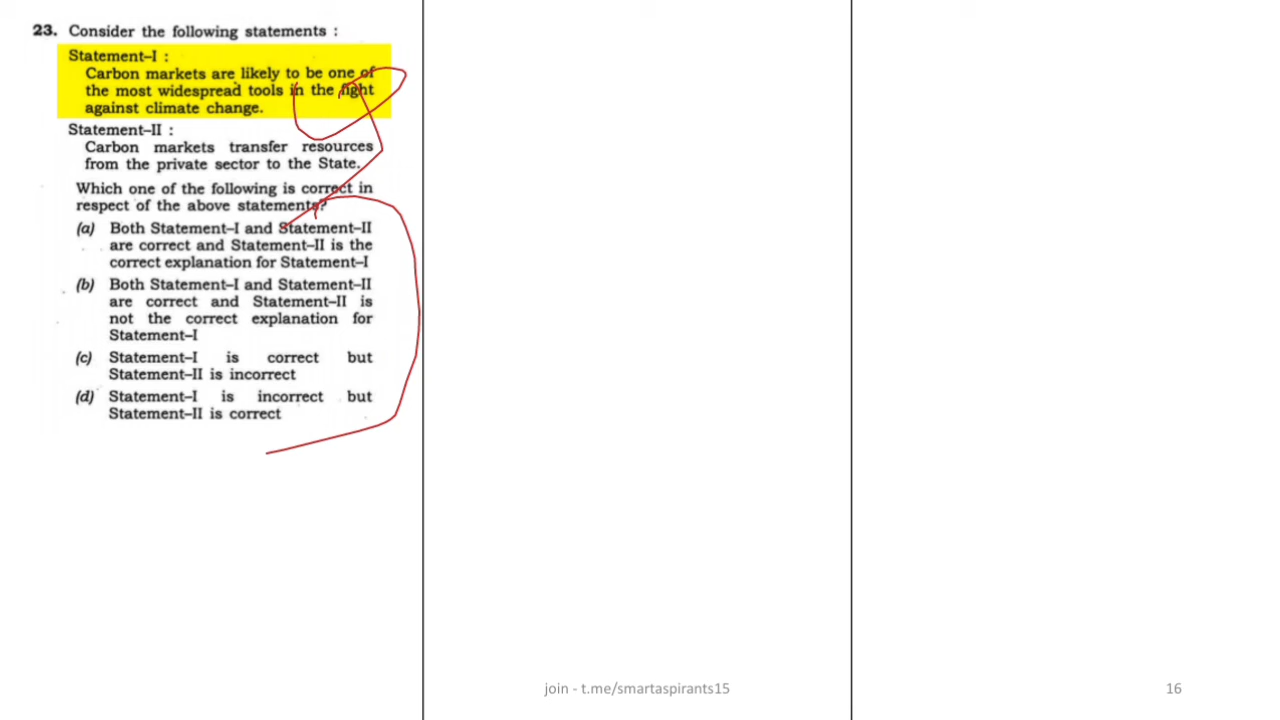 23. Consider the following statements :
Statement–I :
Carbon markets are likely to be one of
the most widespread tools in the fight
against climate change.
Statement–II :
Carbon markets transfer resources
from the private sector to the State.
Which one of the following is correct in
respect of the above statements?
(a) Both Statement–I and Statement–II
are correct and Statement–II is the
correct explanation for Statement–I
(b) Both Statement–I and Statement–II
are correct and Statement–II is
not the correct explanation for
Statement–I
(c) Statement–I is correct but
Statement–II is incorrect
(d) Statement–I is incorrect but
Statement–II is correct
join - t.me/smartaspirants15
16